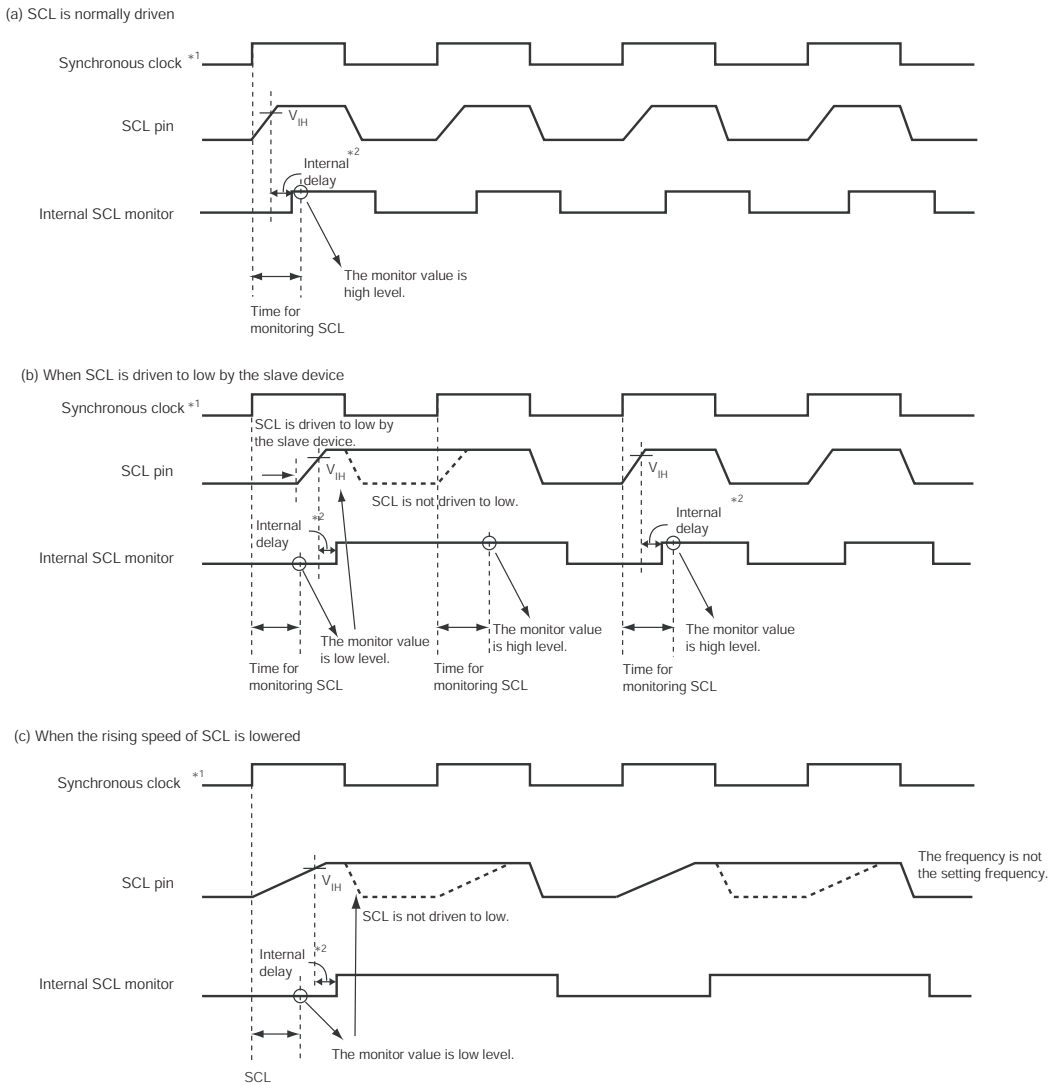 (a) SCL is normally driven
Synchronous clock *1
SCL pin
VIH
Internal *2
delay
Internal SCL monitor
The monitor value is
high level.
Time for
monitoring SCL
(b) When SCL is driven to low by the slave device
Synchronous clock *1
SCL is driven to low by
the slave device.
SCL pin
VIH
VIH
SCL is not driven to low.
Internal *2
delay
Internal *2
delay
Internal SCL monitor
The monitor value
is low level.
The monitor value
is high level.
The monitor value
is high level.
Time for
monitoring SCL
Time for
monitoring SCL
Time for
monitoring SCL
(c) When the rising speed of SCL is lowered
Synchronous clock *1
SCL pin
VIH
The frequency is not
the setting frequency.
SCL is not driven to low.
Internal *2
delay
Internal SCL monitor
The monitor value is low level.
SCL